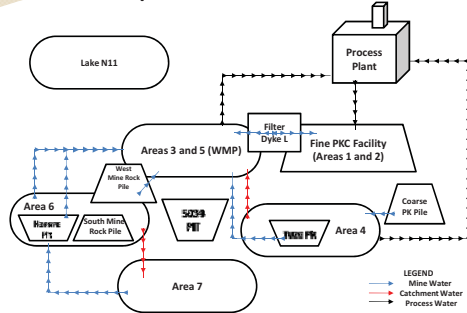 Process
Plant
Lake N11
Filter
Dyke L
Areas 3 and 5 (WMP)
Fine PKC Facility
(Areas 1 and 2)
West
Mine Rock
Pile
Area 6
South Mine
Rock Pile
5034
Coarse
PK Pile
Area 4
Area 7
LEGEND
Mine Water
Catchment Water
Process Water